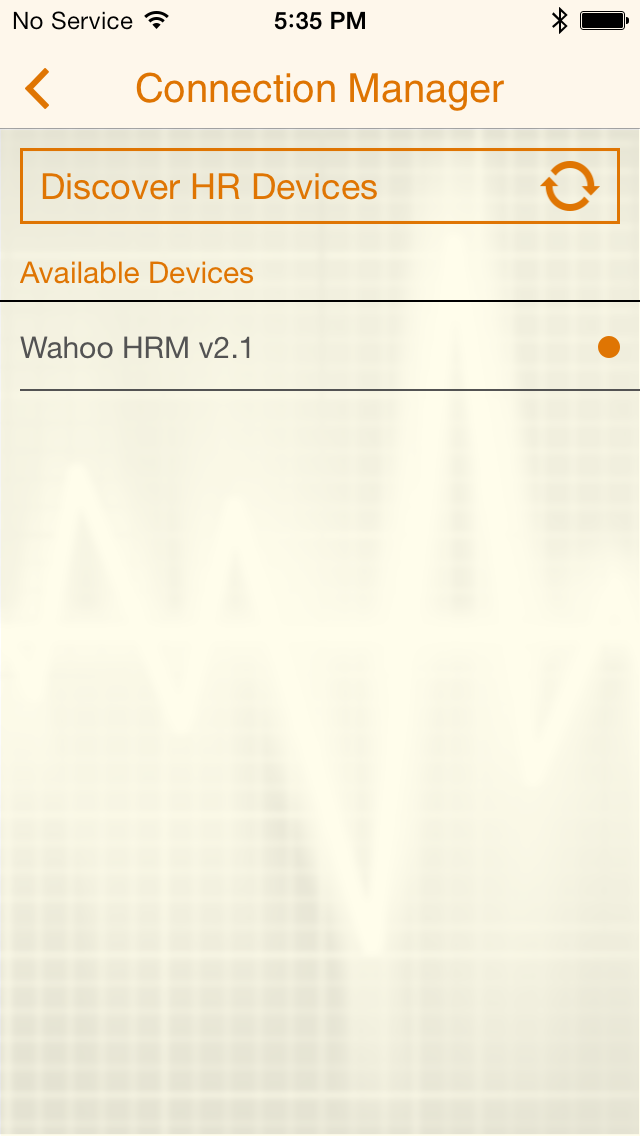 No Service 5:35 PM
Connection Manager
Discover HR Devices
Available Devices
Wahoo HRM v2.1